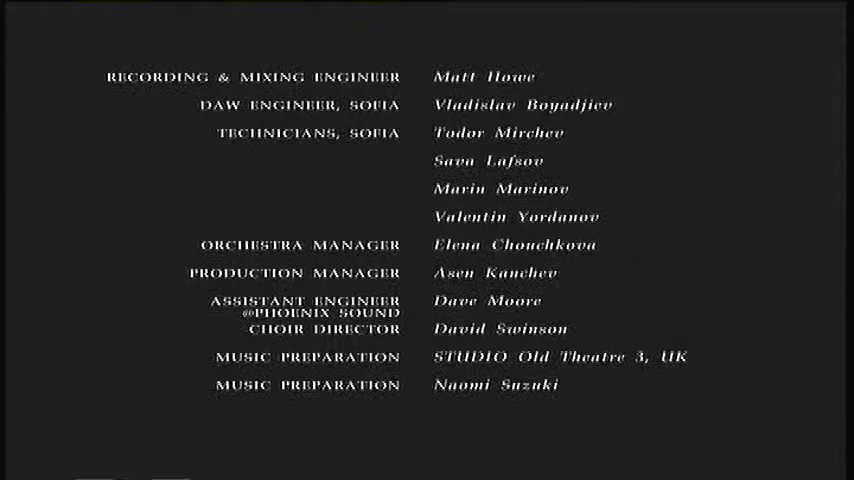 RECORDING & MIXING ENGINEER Matt Howe
DAW ENGINEER, SOFIA Vladislav Boyadjiev
TECHNICIANS, SOFIA Todor Mirchev
Sava Lafsov
Marin Marinov
Valentin Yordanov
ORCHESTRA MANAGER Elena Chouchkova
PRODUCTION MANAGER Asen Kanchev
ASSISTANT ENGINEER Dave Moore
@PHOENIX SOUND
CHOIR DIRECTOR David Swinson
MUSIC PREPARATION STUDIO Old Theatre 3, UK
MUSIC PREPARATION Naomi Suzuki